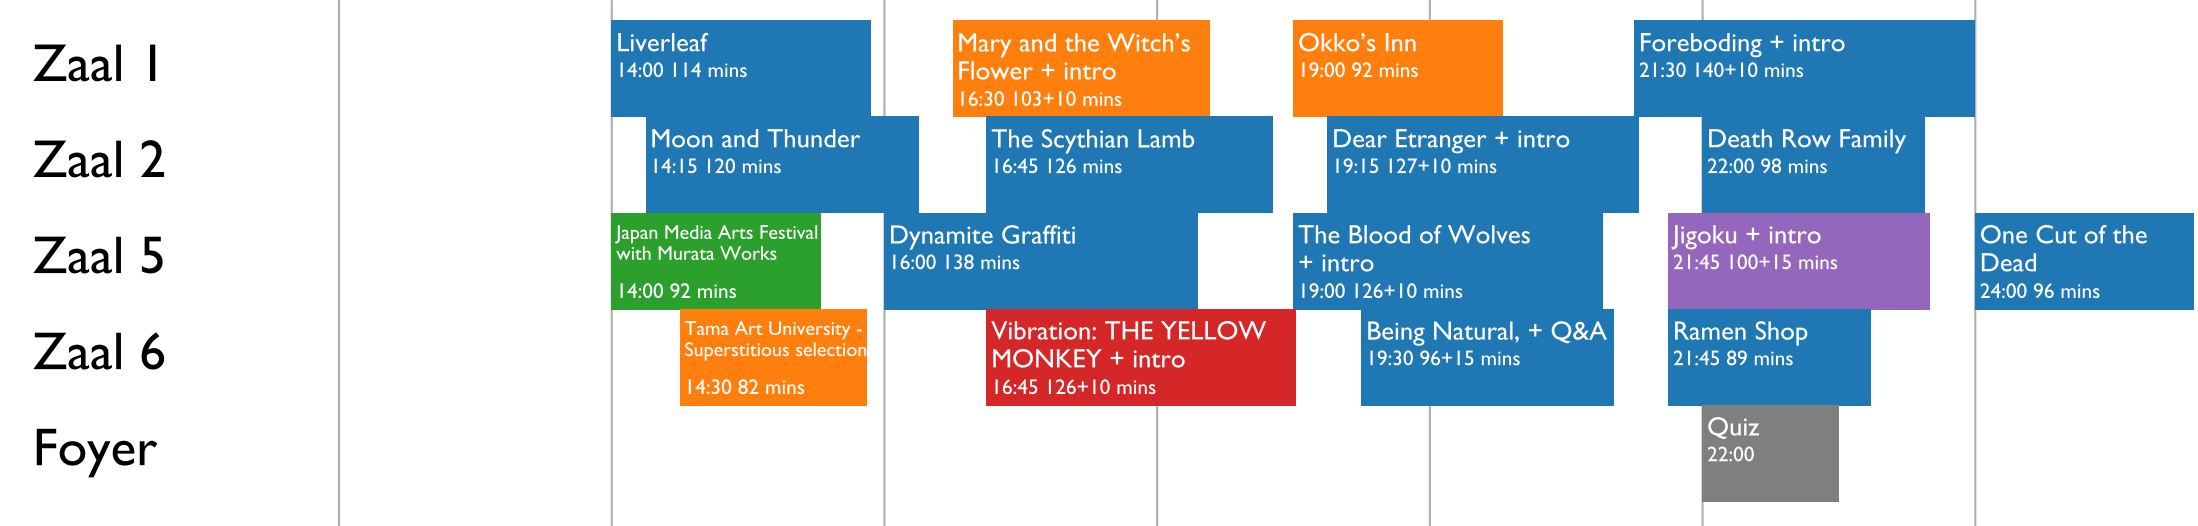 Zaal 1
Liverleaf
14:00 114 mins
Mary and the Witch’s
Flower + intro
16:30 103+10 mins
Okko’s Inn
19:00 92 mins
Foreboding + intro
21:30 140+10 mins
Zaal 2
Moon and Thunder
14:15 120 mins
The Scythian Lamb
16:45 126 mins
Dear Etranger + intro
19:15 127+10 mins
Death Row Family
22:00 98 mins
Zaal 5
Japan Media Arts Festival
with Murata Works
14:00 92 mins
Dynamite Graffiti
16:00 138 mins
The Blood of Wolves
+ intro
19:00 126+10 mins
Jigoku + intro
21:45 100+15 mins
One Cut of the
Dead
24:00 96 mins
Zaal 6
Tama Art University -
Superstitious selection
14:30 82 mins
Vibration: THE YELLOW
MONKEY + intro
16:45 126+10 mins
Being Natural, + Q&A
19:30 96+15 mins
Ramen Shop
21:45 89 mins
Foyer
Quiz
22:00